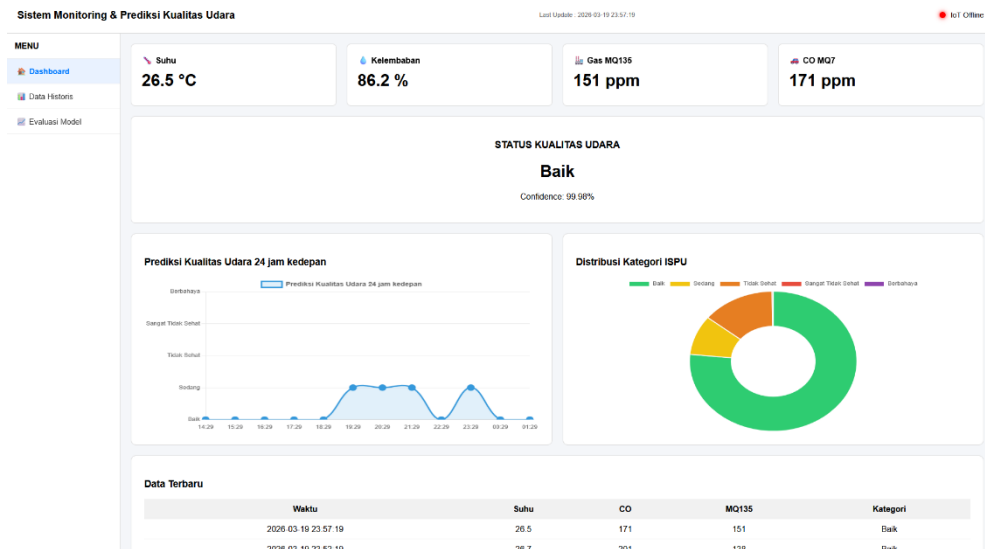 Sistem Monitoring & Prediksi Kualitas Udara
Last Update : 2026-03-19 23:57:19
IoT Offline
MENU
Dashboard
Data Historis
Evaluasi Model
Suhu
26.5 °C
Kelembaban
86.2 %
Gas MQ135
151 ppm
CO MQ7
171 ppm
STATUS KUALITAS UDARA
Baik
Confidence: 99.98%
Prediksi Kualitas Udara 24 jam kedepan
Prediksi Kualitas Udara 24 jam kedepan
Berbahaya
Sangat Tidak Sehat
Tidak Sehat
Sedang
Baik
14:29 15:29 16:29 17:29 18:29 19:29 20:29 21:29 22:29 23:29 01:29
Distribusi Kategori ISPU
Baik Sedang Tidak Sehat Sangat Tidak Sehat Berbahaya
Data Terbaru
Waktu Suhu CO MQ135 Kategori
2026-03-19 23:57:19 26.5 171 151 Baik